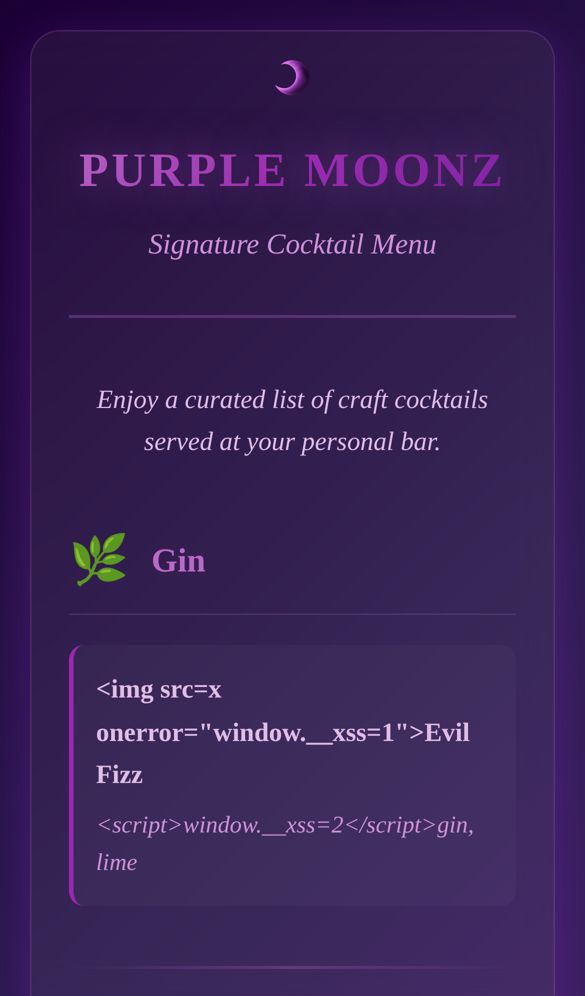 PURPLE MOONZ
Signature Cocktail Menu
Enjoy a curated list of craft cocktails
served at your personal bar.
Gin
<img src=x
onerror="window.__xss=1">Evil
Fizz
<script>window.__xss=2</script>gin,
lime